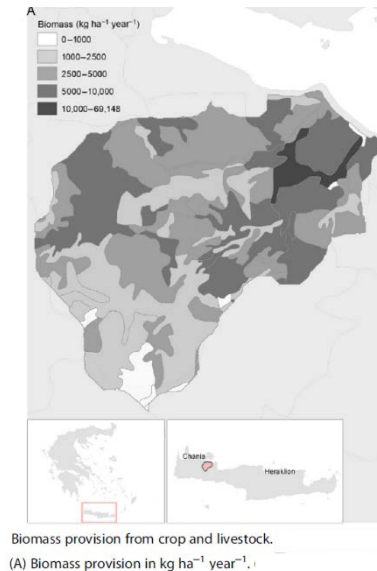 A
Biomass (kg ha⁻¹ year⁻¹)
0–1000
1000–2500
2500–5000
5000–10,000
10,000–69,148
Chania
Heraklion
Biomass provision from crop and livestock.
(A) Biomass provision in kg ha⁻¹ year⁻¹.